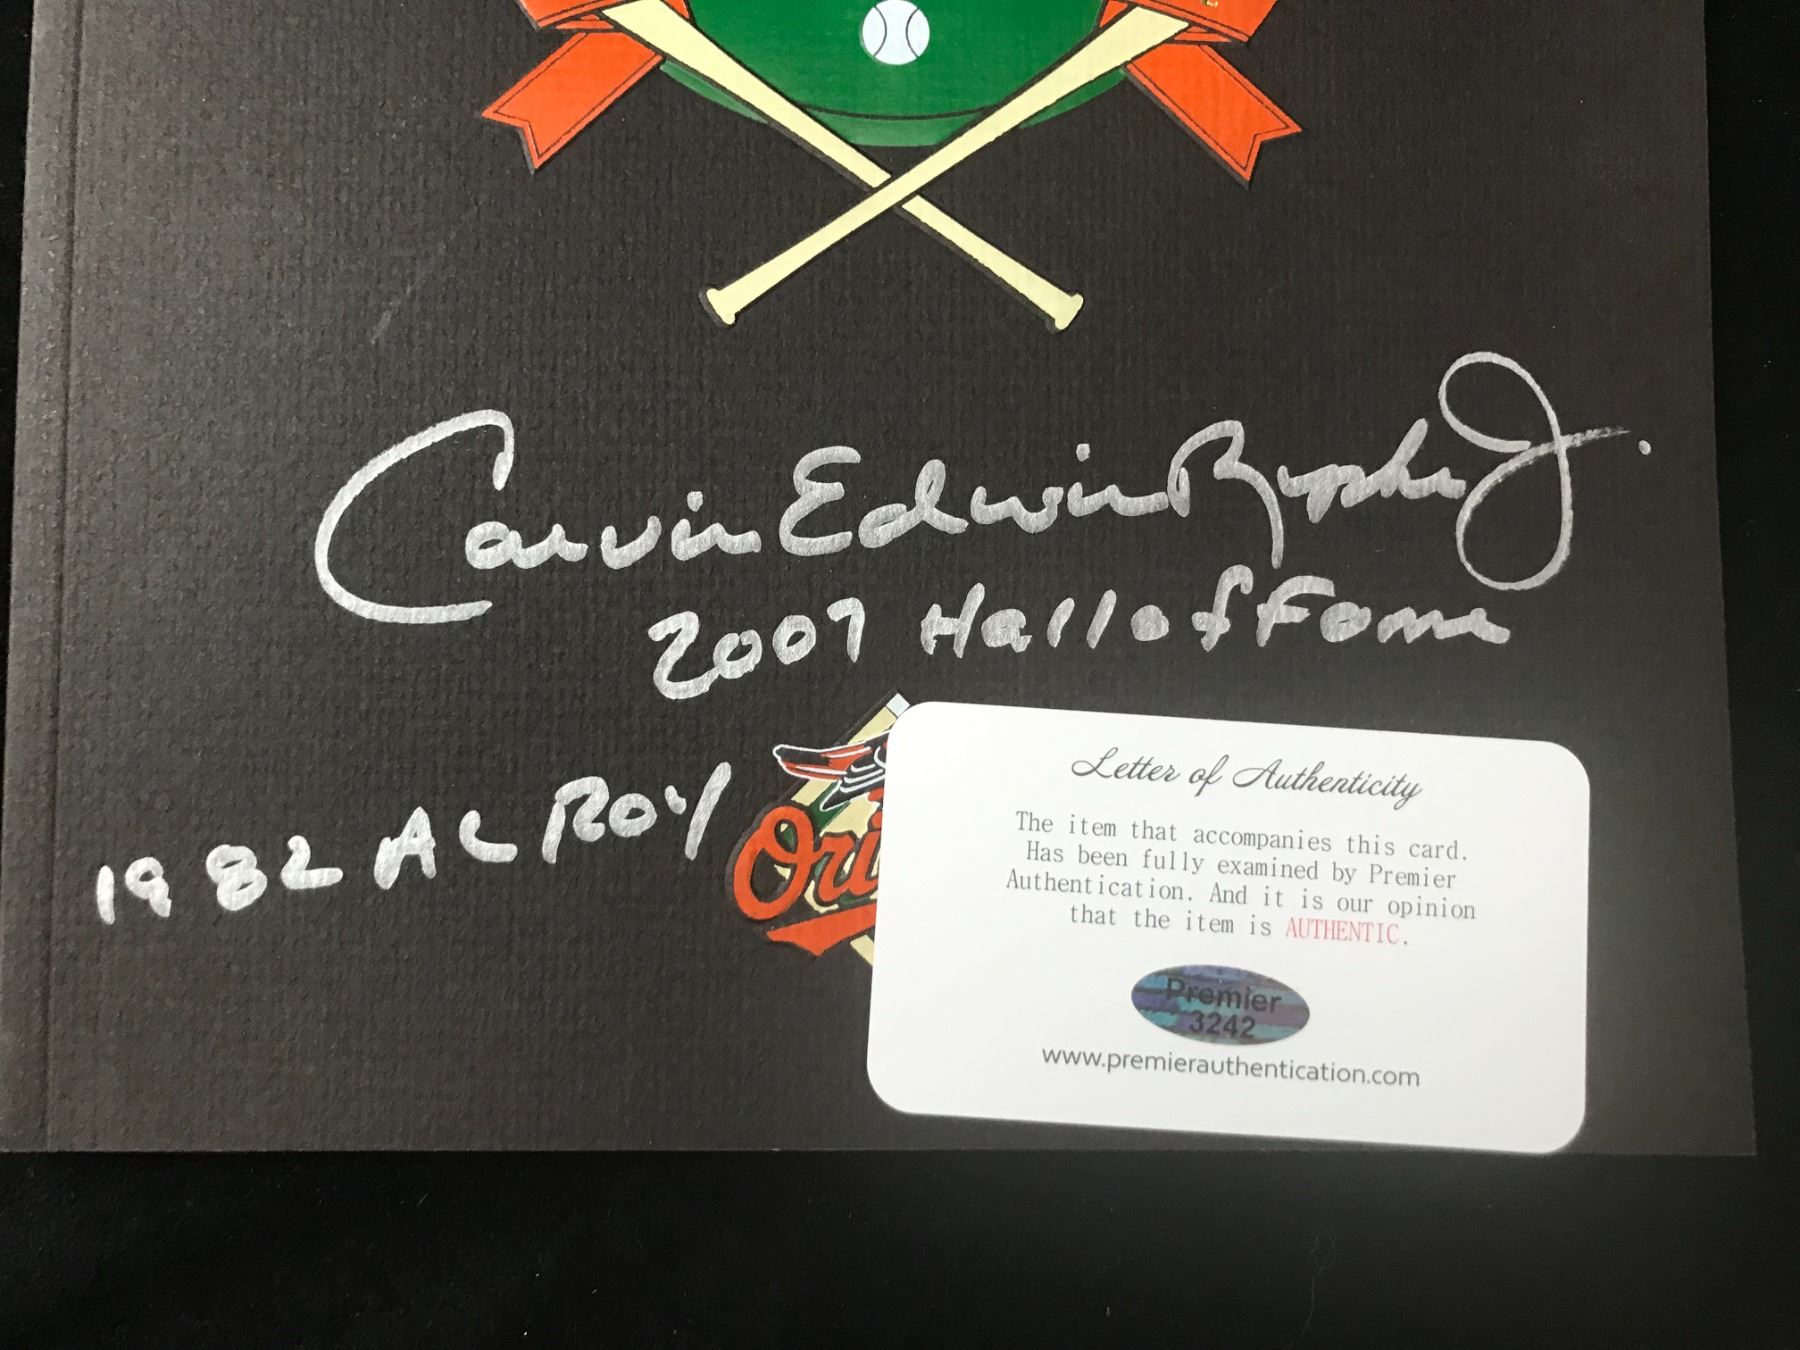 Calvin Edwin Ripken Jr.
2007 Hall of Fame
1982 AL ROY
Ori
Letter of Authenticity
The item that accompanies this card.
Has been fully examined by Premier
Authentication. And it is our opinion
that the item is AUTHENTIC.
Premier
3242
www.premierauthentication.com